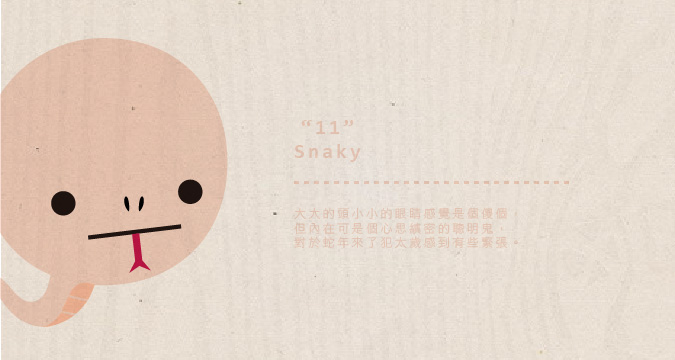 “11”
Snaky
大大的頭小小的眼睛感覺是個傻個
但內在可是個心思縝密的聰明鬼，
對於蛇年來了犯太歲感到有些緊張。